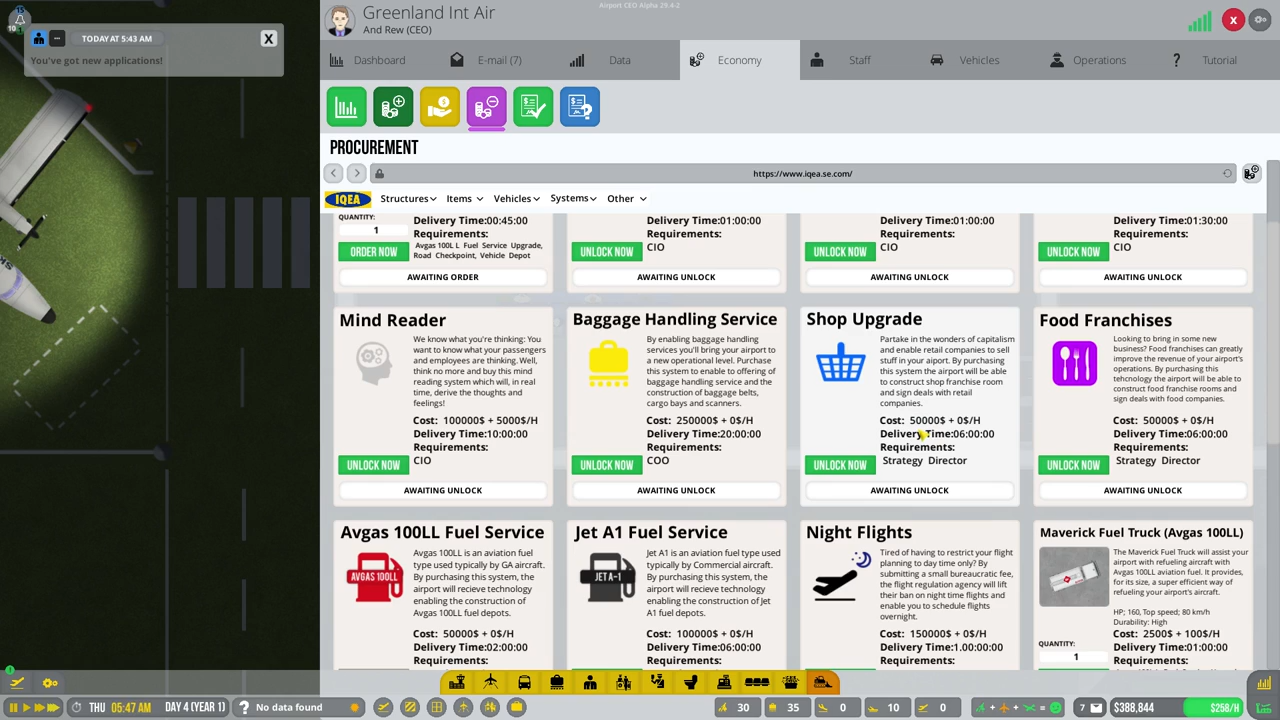 Airport CEO Alpha 29.4-2
Greenland Int Air
And Rew (CEO)
10
TODAY AT 5:43 AM
X
You've got new applications!
X
Dashboard
E-mail (7)
Data
Economy
Staff
Vehicles
Operations
?
Tutorial
PROCUREMENT
https://www.iqea.se.com/
IQEA
Structures
Items
Vehicles
Systems
Other
QUANTITY:
1
Delivery Time:00:45:00
Requirements:
Avgas 100L L Fuel Service Upgrade,
Road Checkpoint, Vehicle Depot
ORDER NOW
AWAITING ORDER
Delivery Time:01:00:00
Requirements:
CIO
UNLOCK NOW
AWAITING UNLOCK
Delivery Time:01:00:00
Requirements:
CIO
UNLOCK NOW
AWAITING UNLOCK
Delivery Time:01:30:00
Requirements:
CIO
UNLOCK NOW
AWAITING UNLOCK
Mind Reader
We know what you're thinking: You
want to know what your passengers
and employees are thinking. Well,
think no more and buy this mind
reading system which will, in real
time, derive the thoughts and
feelings!
Cost: 100000$ + 5000$/H
Delivery Time:10:00:00
Requirements:
CIO
UNLOCK NOW
AWAITING UNLOCK
Baggage Handling Service
By enabling baggage handling
services you'll bring your airport to
a new operational level. Purchase
this system to enable to offering of
baggage handling service and the
construction of baggage belts,
cargo bays and scanners.
Cost: 250000$ + 0$/H
Delivery Time:20:00:00
Requirements:
COO
UNLOCK NOW
AWAITING UNLOCK
Shop Upgrade
Partake in the wonders of capitalism
and enable retail companies to sell
stuff in your airport. By purchasing
this system the airport will be able
to construct shop franchise room
and sign deals with retail
companies.
Cost: 50000$ + 0$/H
Delivery Time:06:00:00
Requirements:
Strategy Director
UNLOCK NOW
AWAITING UNLOCK
Food Franchises
Looking to bring in some new
business? Food franchises can greatly
improve the revenue of your airport's
operations. By purchasing this
tehcnology the airport will be able to
construct food franchise rooms and
sign deals with food companies.
Cost: 50000$ + 0$/H
Delivery Time:06:00:00
Requirements:
Strategy Director
UNLOCK NOW
AWAITING UNLOCK
Avgas 100LL Fuel Service
AVGAS 100LL
Avgas 100LL is an aviation fuel
type used typically by GA aircraft.
By purchasing this system, the
airport will recieve technology
enabling the construction of
Avgas 100LL fuel depots.
Cost: 50000$ + 0$/H
Delivery Time:02:00:00
Requirements:
Jet A1 Fuel Service
JET A-1
Jet A1 is an aviation fuel type used
typically by Commercial aircraft.
By purchasing this system, the
airport will recieve technology
enabling the construction of Jet
A1 fuel depots.
Cost: 100000$ + 0$/H
Delivery Time:06:00:00
Requirements:
Night Flights
Tired of having to restrict your flight
planning to day time only? By
submitting a small bureaucratic fee,
the flight regulation agency will lift
their ban on night time flights and
enable you to schedule flights
overnight.
Cost: 150000$ + 0$/H
Delivery Time:1.00:00:00
Requirements:
Maverick Fuel Truck (Avgas 100LL)
The Maverick Fuel Truck will assist your
airport with refueling aircraft with
Avgas 100LL aviation fuel. It provides,
for its size, a super efficient way of
refueling your airport's aircraft.
HP; 160, Top speed; 80 km/h
Durability: High
QUANTITY:
1
Cost: 2500$ + 100$/H
Delivery Time:01:00:00
Requirements:
THU 05:47 AM DAY 4 (YEAR 1)
? No data found
30
35
0
10
0
7
$388,844
$258/H